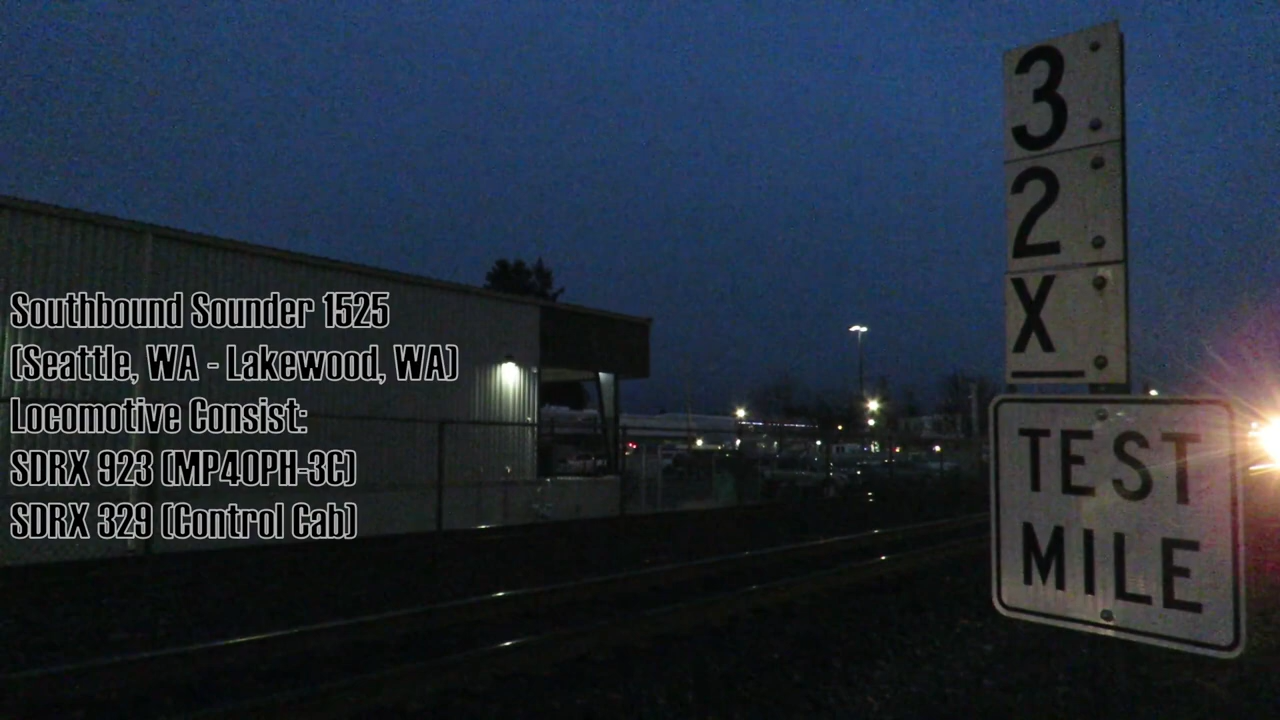 Southbound Sounder 1525
(Seattle, WA - Lakewood, WA)
Locomotive Consist:
SDRX 923 (MP40PH-3C)
SDRX 329 (Control Cab)
3
2
X
TEST
MILE